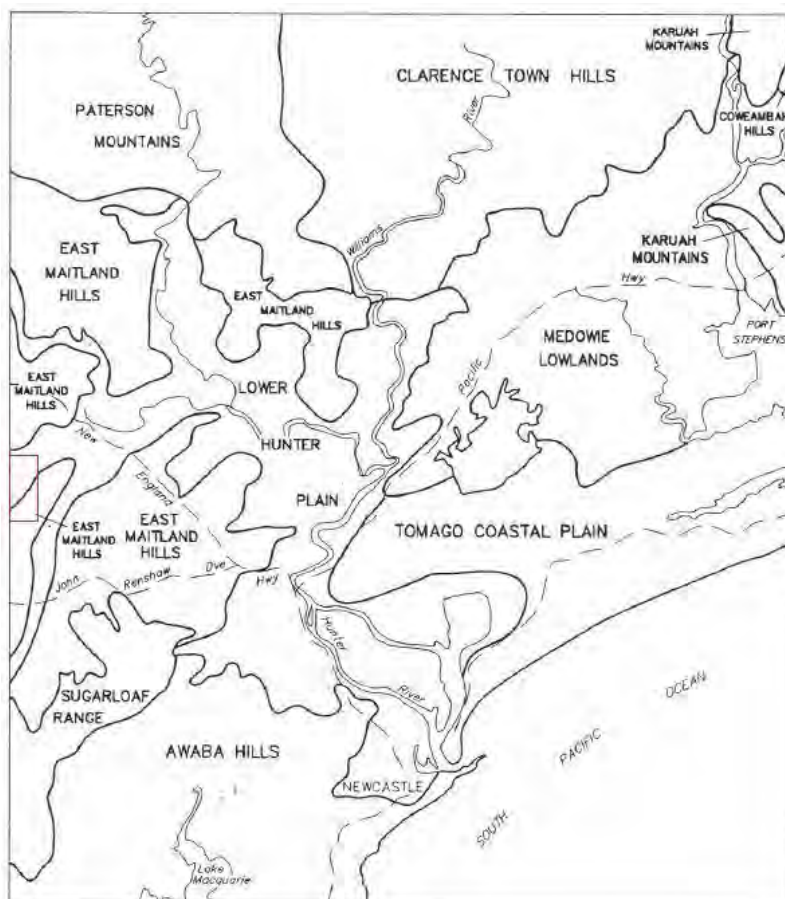 KARUAH
MOUNTAINS
CLARENCE TOWN HILLS
PATERSON
MOUNTAINS
River
COWEAMBAH
HILLS
Williams
KARUAH
MOUNTAINS
EAST
MAITLAND
HILLS
Hwy
EAST
MAITLAND
HILLS
PORT
STEPHENS
MEDOWIE
LOWLANDS
Pacific
EAST
MAITLAND
HILLS
LOWER
HUNTER
PLAIN
New
England
EAST
MAITLAND
HILLS
EAST
MAITLAND
HILLS
TOMAGO COASTAL PLAIN
John
Renshaw
Dve
Hwy
Hunter
River
SUGARLOAF
RANGE
AWABA HILLS
NEWCASTLE
SOUTH
PACIFIC
OCEAN
Lake
Macquarie